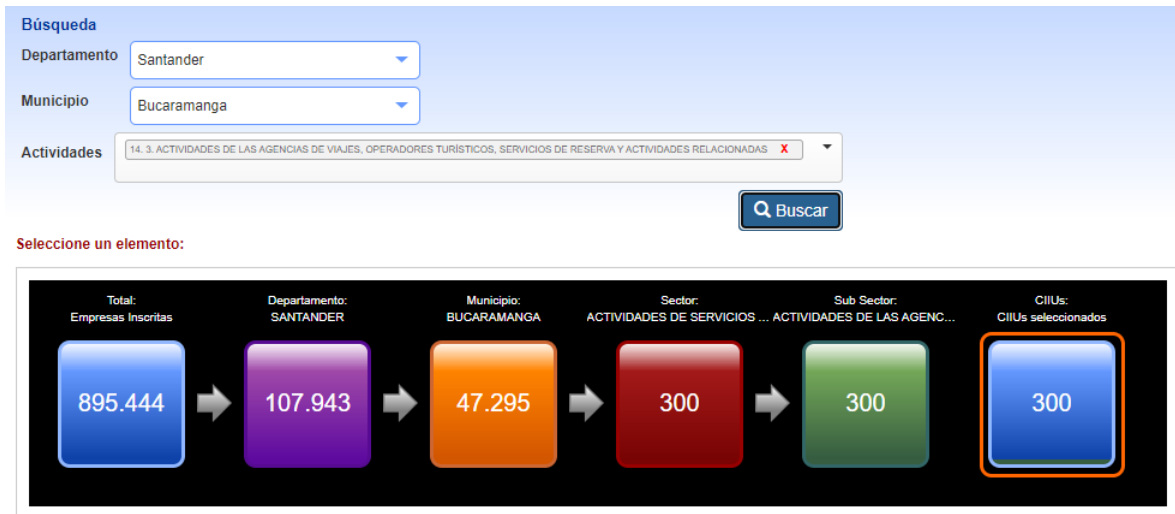 Búsqueda
Departamento
Santander
Municipio
Bucaramanga
Actividades
14. 3. ACTIVIDADES DE LAS AGENCIAS DE VIAJES, OPERADORES TURÍSTICOS, SERVICIOS DE RESERVA Y ACTIVIDADES RELACIONADAS X
Buscar
Seleccione un elemento:
Total:
Empresas Inscritas
Departamento:
SANTANDER
Municipio:
BUCARAMANGA
Sector:
ACTIVIDADES DE SERVICIOS ...
Sub Sector:
ACTIVIDADES DE LAS AGENC...
CIIUs:
CIIUs seleccionados
895.444
107.943
47.295
300
300
300